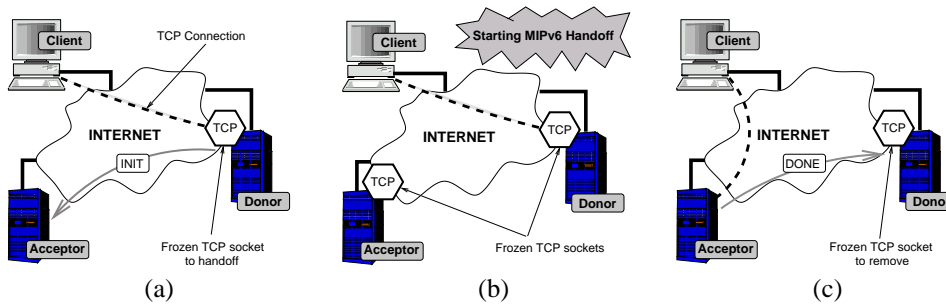 Client
TCP Connection
INTERNET
TCP
INIT
Donor
Acceptor
Frozen TCP socket
to handoff
(a)
Client
Starting MIPv6 Handoff
INTERNET
TCP
TCP
Donor
Acceptor
Frozen TCP sockets
(b)
Client
INTERNET
TCP
DONE
Donor
Acceptor
Frozen TCP socket
to remove
(c)